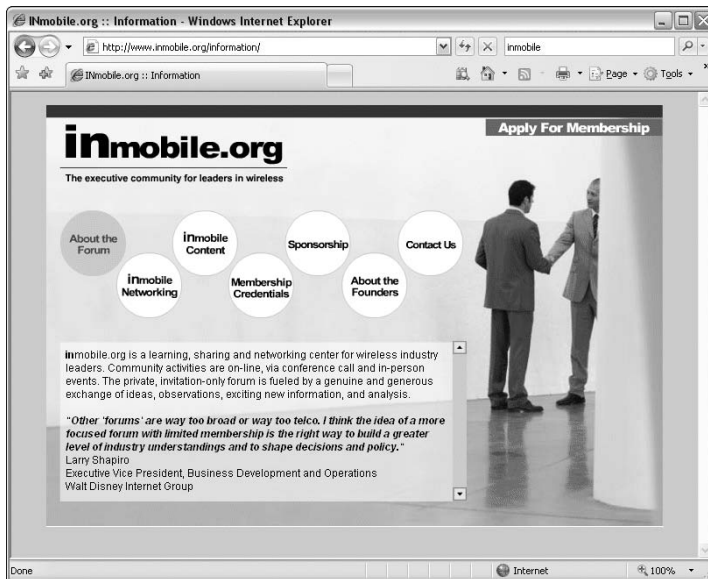 INmobile.org :: Information - Windows Internet Explorer
http://www.inmobile.org/information/
inmobile
INmobile.org :: Information
Page
Tools
Apply For Membership
inmobile.org
The executive community for leaders in wireless
About the
Forum
inmobile
Content
Sponsorship
Contact Us
inmobile
Networking
Membership
Credentials
About the
Founders
inmobile.org is a learning, sharing and networking center for wireless industry
leaders. Community activities are on-line, via conference call and in-person
events. The private, invitation-only forum is fueled by a genuine and generous
exchange of ideas, observations, exciting new information, and analysis.
"Other 'forums' are way too broad or way too telco. I think the idea of a more
focused forum with limited membership is the right way to build a greater
level of industry understandings and to shape decisions and policy."
Larry Shapiro
Executive Vice President, Business Development and Operations
Walt Disney Internet Group
Done
Internet
100%